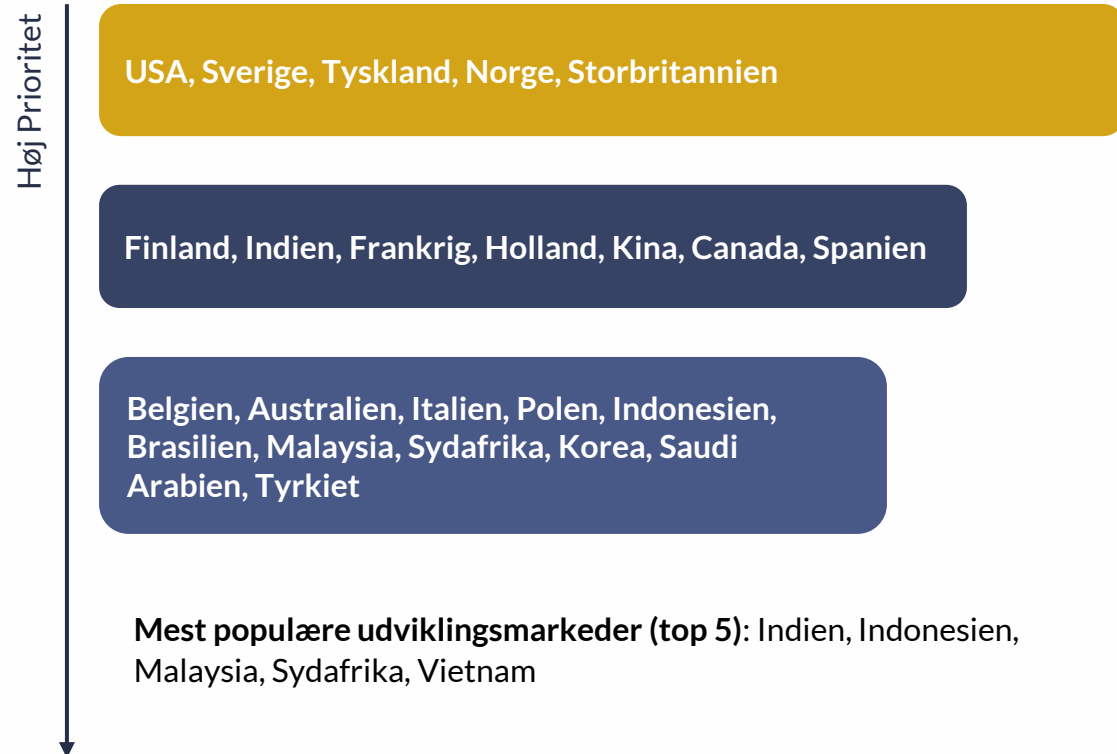 Høj Prioritet
USA, Sverige, Tyskland, Norge, Storbritannien
Finland, Indien, Frankrig, Holland, Kina, Canada, Spanien
Belgien, Australien, Italien, Polen, Indonesien,
Brasilien, Malaysia, Sydafrika, Korea, Saudi
Arabien, Tyrkiet
Mest populære udviklingsmarkeder (top 5): Indien, Indonesien,
Malaysia, Sydafrika, Vietnam